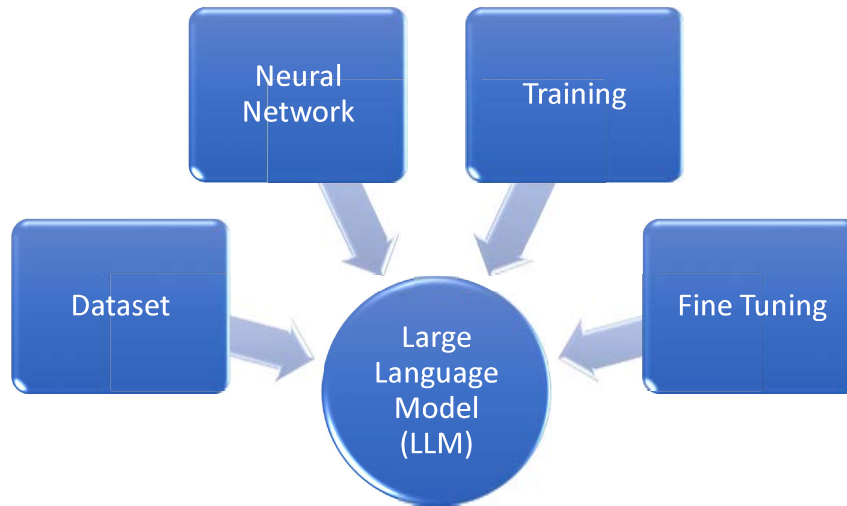 Neural
Network
Training
Dataset
Fine Tuning
Large
Language
Model
(LLM)